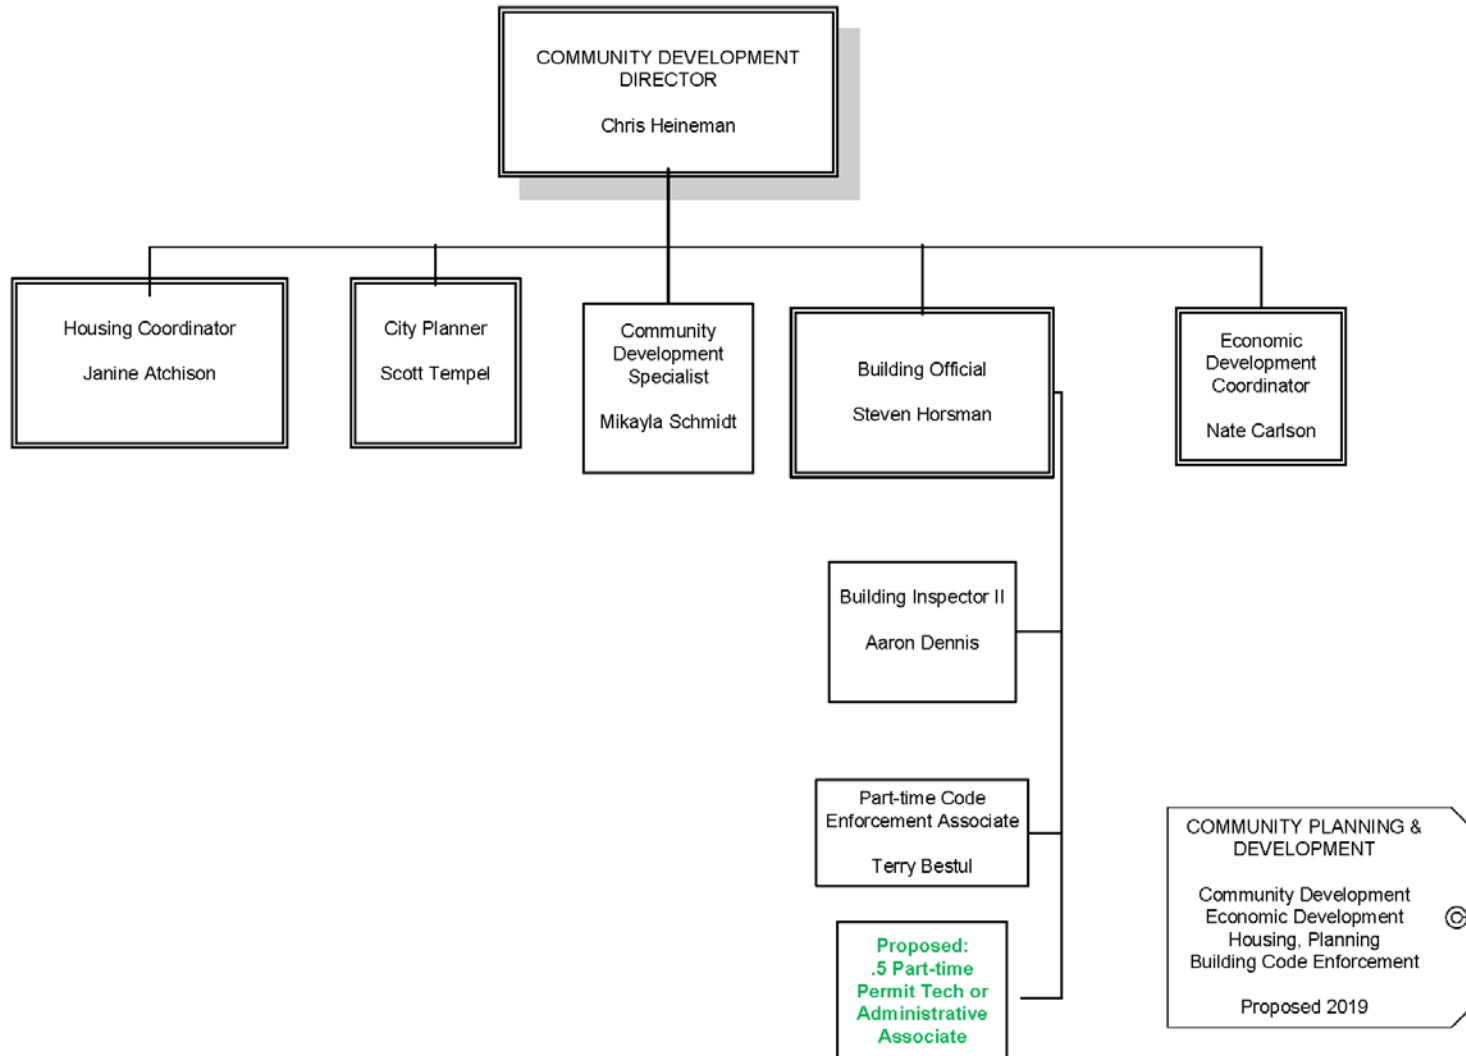 COMMUNITY DEVELOPMENT
DIRECTOR
Chris Heineman
Housing Coordinator
Janine Atchison
City Planner
Scott Tempel
Community
Development
Specialist
Mikayla Schmidt
Building Official
Steven Horsman
Economic
Development
Coordinator
Nate Carlson
Building Inspector II
Aaron Dennis
Part-time Code
Enforcement Associate
Terry Bestul
Proposed:
.5 Part-time
Permit Tech or
Administrative
Associate
COMMUNITY PLANNING &
DEVELOPMENT
Community Development
Economic Development
Housing, Planning
Building Code Enforcement
Proposed 2019
©